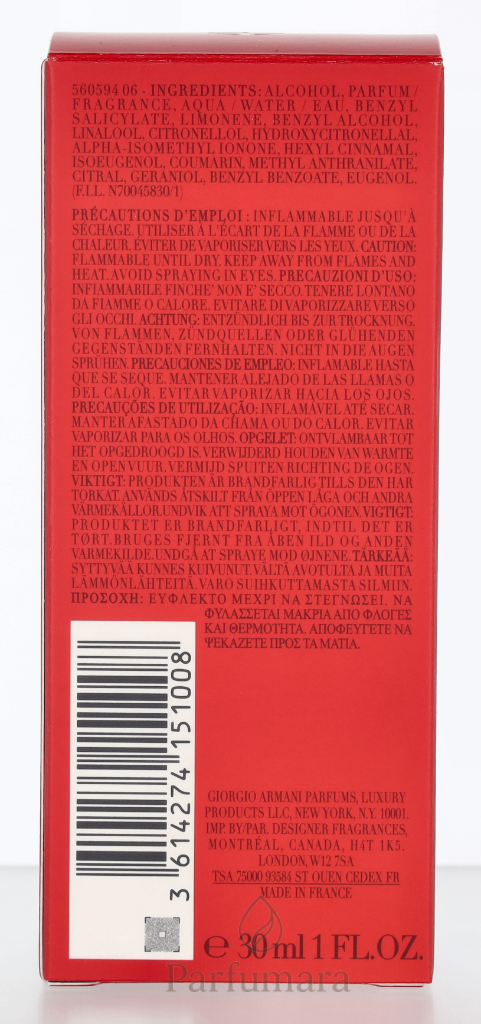 560594 06 - INGREDIENTS: ALCOHOL, PARFUM /
FRAGRANCE, AQUA / WATER / EAU, BENZYL
SALICYLATE, LIMONENE, BENZYL ALCOHOL,
LINALOOL, CITRONELLOL, HYDROXYCITRONELLAL,
ALPHA-ISOMETHYL IONONE, HEXYL CINNAMAL,
ISOEUGENOL, COUMARIN, METHYL ANTHRANILATE,
CITRAL, GERANIOL, BENZYL BENZOATE, EUGENOL.
(F.I.L. N70045830/1)
PRÉCAUTIONS D'EMPLOI : INFLAMMABLE JUSQU'À
SÉCHAGE. UTILISER À L'ÉCART DE LA FLAMME OU DE LA
CHALEUR. ÉVITER DE VAPORISER VERS LES YEUX. CAUTION:
FLAMMABLE UNTIL DRY. KEEP AWAY FROM FLAMES AND
HEAT. AVOID SPRAYING IN EYES. PRECAUZIONI D'USO:
INFIAMMABILE FINCHE' NON E' SECCO. TENERE LONTANO
DA FIAMME O CALORE. EVITARE DI VAPORIZZARE VERSO
GLI OCCHI. ACHTUNG: ENTZÜNDLICH BIS ZUR TROCKNUNG.
VON FLAMMEN, ZÜNDQUELLEN ODER GLÜHENDEN
GEGENSTÄNDEN FERNHALTEN. NICHT IN DIE AUGEN
SPRÜHEN. PRECAUCIONES DE EMPLEO: INFLAMABLE HASTA
QUE SE SEQUE. MANTENER ALEJADO DE LAS LLAMAS O
DEL CALOR. EVITAR VAPORIZAR HACIA LOS OJOS.
PRECAUÇÕES DE UTILIZAÇÃO: INFLAMÁVEL ATÉ SECAR.
MANTER AFASTADO DA CHAMA OU DO CALOR. EVITAR
VAPORIZAR PARA OS OLHOS. OPGELET: ONTVLAMBAAR TOT
HET OPGEDROOGD IS. VERWIJDERD HOUDEN VAN WARMTE
EN OPEN VUUR. VERMIJD SPUITEN RICHTING DE OGEN.
VIKTIGT: PRODUKTEN ÄR BRANDFARLIG TILLS DEN HAR
TORKAT. ANVÄNDS ÅTSKILT FRÅN ÖPPEN LÅGA OCH ANDRA
VÄRMEKÄLLOR. UNDVIK ATT SPRAYA MOT ÖGONEN. VIGTIGT:
PRODUKTET ER BRANDFARLIGT, INDTIL DET ER
TØRT. BRUGES FJERNT FRA ÅBEN ILD OG ANDEN
VARMEKILDE. UNDGÅ AT SPRAYE MOD ØJNENE. TÄRKEÄÄ:
SYTTYVÄÄ KUNNES KUIVUNUT. VÄLTÄ AVOTULTA JA MUITA
LÄMMÖNLÄHTEITÄ. VARO SUIHKUTTAMASTA SILMIIN.
ΠΡΟΣΟΧΗ: ΕΥΦΛΕΚΤΟ ΜΕΧΡΙ ΝΑ ΣΤΕΓΝΩΣΕΙ. ΝΑ
ΦΥΛΑΣΣΕΤΑΙ ΜΑΚΡΙΑ ΑΠΟ ΦΛΟΓΕΣ
ΚΑΙ ΘΕΡΜΟΤΗΤΑ. ΑΠΟΦΕΥΓΕΤΕ ΝΑ
ΨΕΚΑΖΕΤΕ ΠΡΟΣ ΤΑ ΜΑΤΙΑ.
3 614274 151008
GIORGIO ARMANI PARFUMS, LUXURY
PRODUCTS LLC, NEW YORK, N.Y. 10001.
IMP. BY/PAR. DESIGNER FRAGRANCES,
MONTRÉAL, CANADA, H4T 1K5.
LONDON, W12 7SA
TSA 75000 93584 ST OUEN CEDEX FR
MADE IN FRANCE
℮ 30 ml 1 FL.OZ.
Parfumara